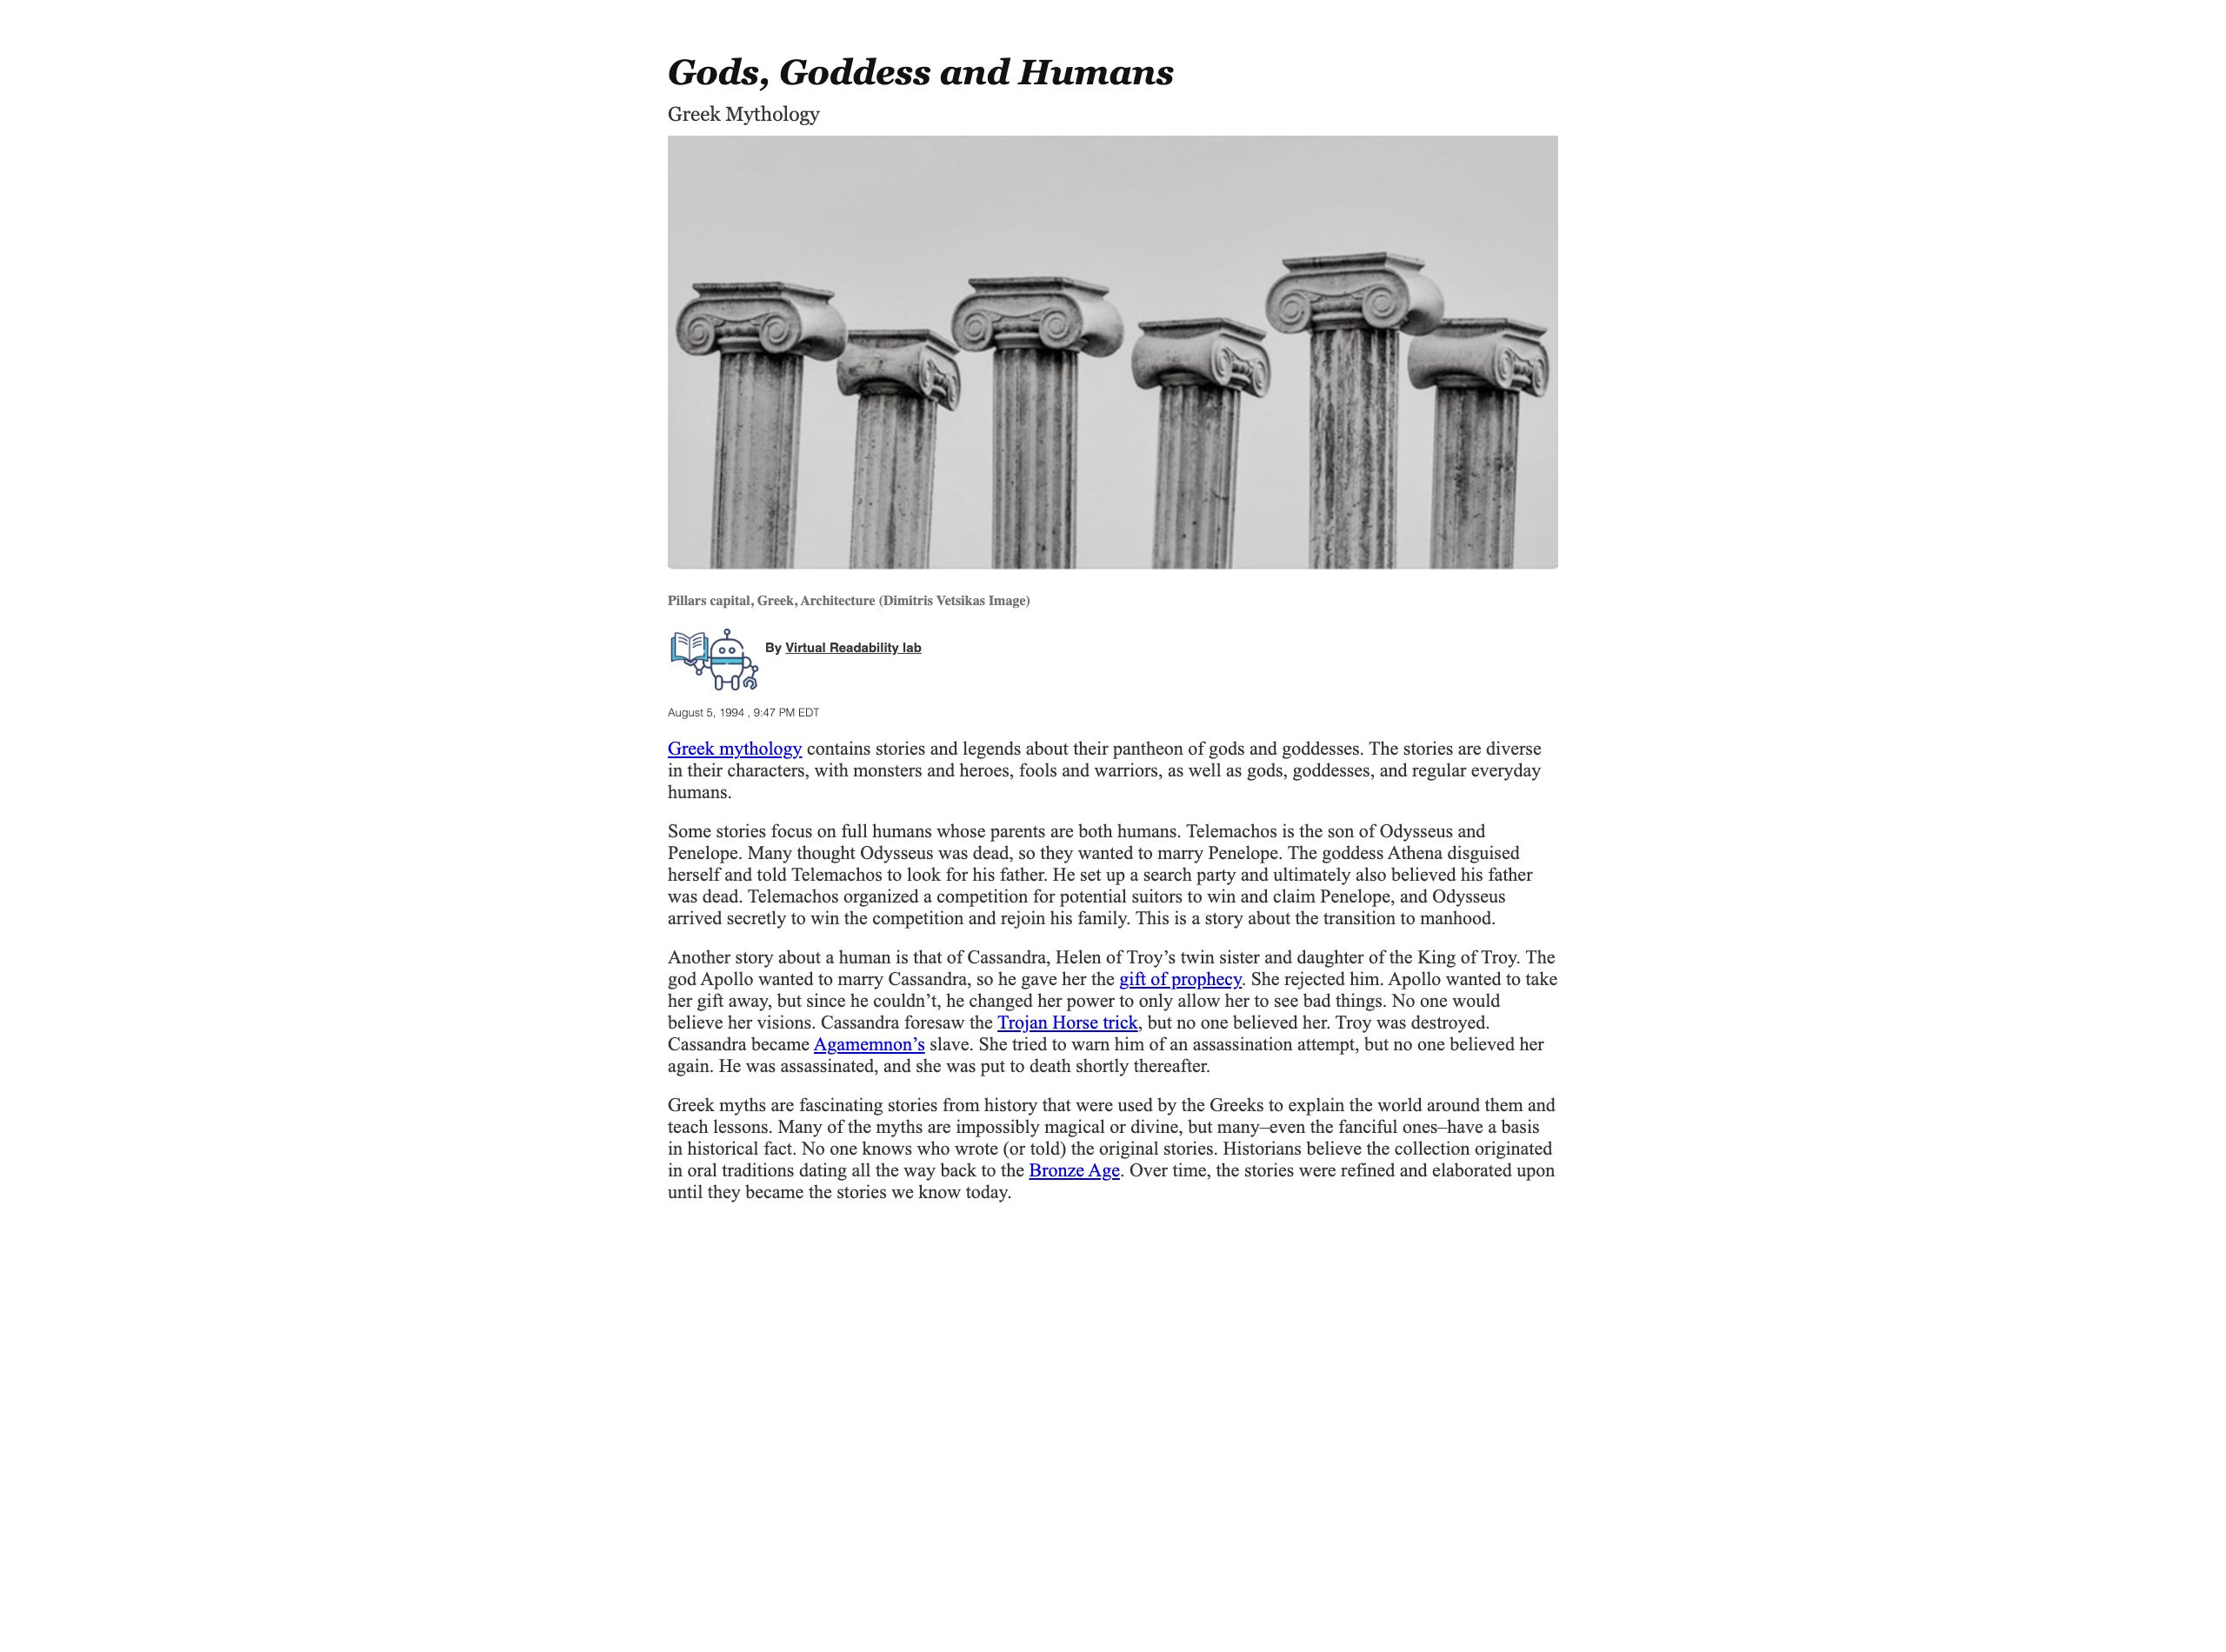 Gods, Goddess and Humans
Greek Mythology
Pillars capital, Greek, Architecture (Dimitris Vetsikas Image)
By Virtual Readability lab
August 5, 1994 , 9:47 PM EDT
Greek mythology contains stories and legends about their pantheon of gods and goddesses. The stories are diverse
in their characters, with monsters and heroes, fools and warriors, as well as gods, goddesses, and regular everyday
humans.
Some stories focus on full humans whose parents are both humans. Telemachos is the son of Odysseus and
Penelope. Many thought Odysseus was dead, so they wanted to marry Penelope. The goddess Athena disguised
herself and told Telemachos to look for his father. He set up a search party and ultimately also believed his father
was dead. Telemachos organized a competition for potential suitors to win and claim Penelope, and Odysseus
arrived secretly to win the competition and rejoin his family. This is a story about the transition to manhood.
Another story about a human is that of Cassandra, Helen of Troy’s twin sister and daughter of the King of Troy. The
god Apollo wanted to marry Cassandra, so he gave her the gift of prophecy. She rejected him. Apollo wanted to take
her gift away, but since he couldn’t, he changed her power to only allow her to see bad things. No one would
believe her visions. Cassandra foresaw the Trojan Horse trick, but no one believed her. Troy was destroyed.
Cassandra became Agamemnon’s slave. She tried to warn him of an assassination attempt, but no one believed her
again. He was assassinated, and she was put to death shortly thereafter.
Greek myths are fascinating stories from history that were used by the Greeks to explain the world around them and
teach lessons. Many of the myths are impossibly magical or divine, but many–even the fanciful ones–have a basis
in historical fact. No one knows who wrote (or told) the original stories. Historians believe the collection originated
in oral traditions dating all the way back to the Bronze Age. Over time, the stories were refined and elaborated upon
until they became the stories we know today.